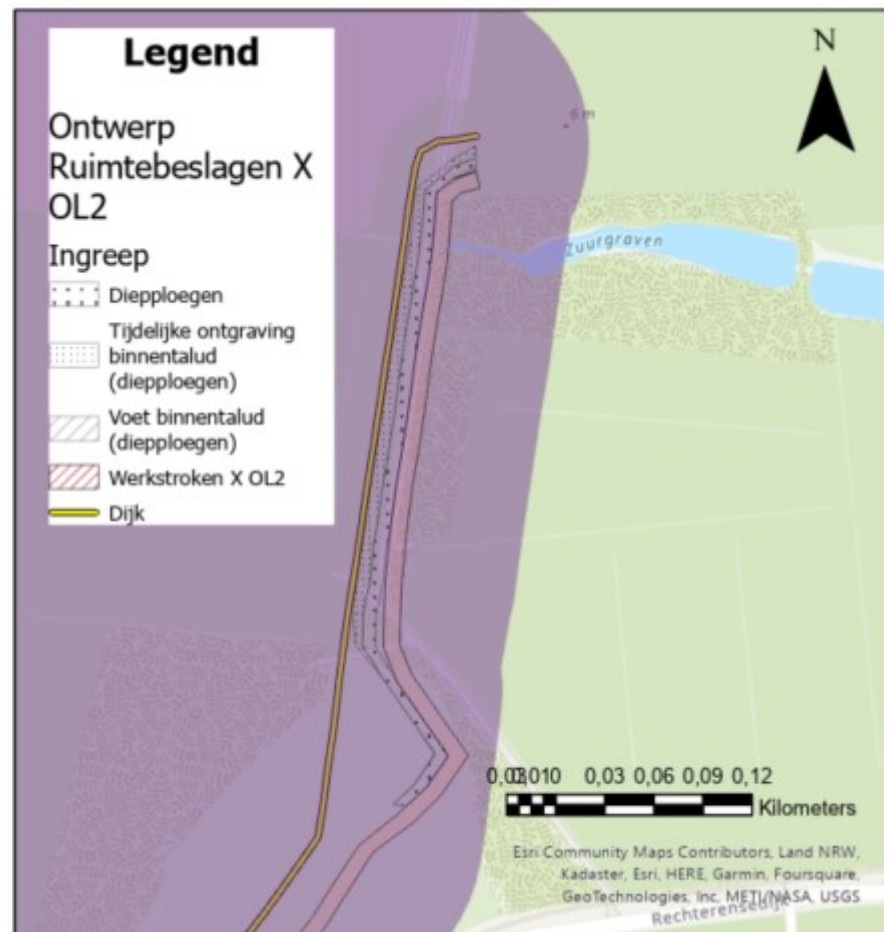 Legend
Ontwerp
Ruimtebeslagen X
OL2
Ingreep
Diepploegen
Tijdelijke ontgraving
binnentalud
(diepploegen)
Voet binnentalud
(diepploegen)
Werkstroken X OL2
Dijk
N
6 m
Zuurgraven
0,03 0,06 0,09 0,12
Kilometers
Esri Community Maps Contributors, Land NRW,
Kadaster, Esri, HERE, Garmin, Foursquare,
GeoTechnologies, Inc, METI/NASA, USGS
Rechterensedijk